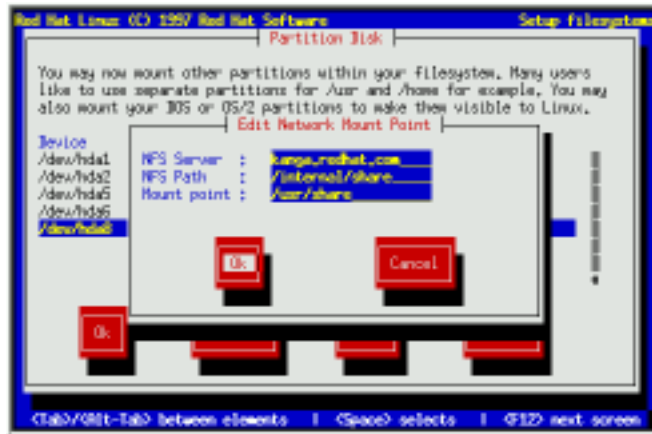 Red Hat Linux (C) 1997 Red Hat Software Setup filesystems
Partition Disk
You may now mount other partitions within your filesystem. Many users
like to use separate partitions for /usr and /home for example. You may
also mount your DOS or OS/2 partitions to make them visible to Linux.
Edit Network Mount Point
Device
/dev/hda1 NFS Server : kanga.redhat.com
/dev/hda2 NFS Path : /internal/share
/dev/hda5 Mount point : /usr/share
/dev/hda6
/dev/hda8
Ok Cancel
Ok
<Tab>/<Alt-Tab> between elements | <Space> selects | <F12> next screen